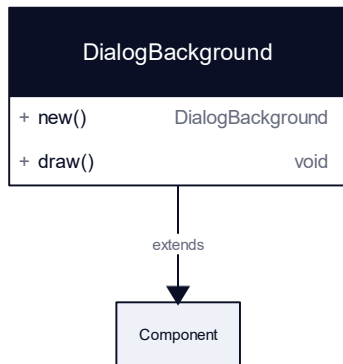 DialogBackground
+ new() DialogBackground
+ draw() void
extends
Component